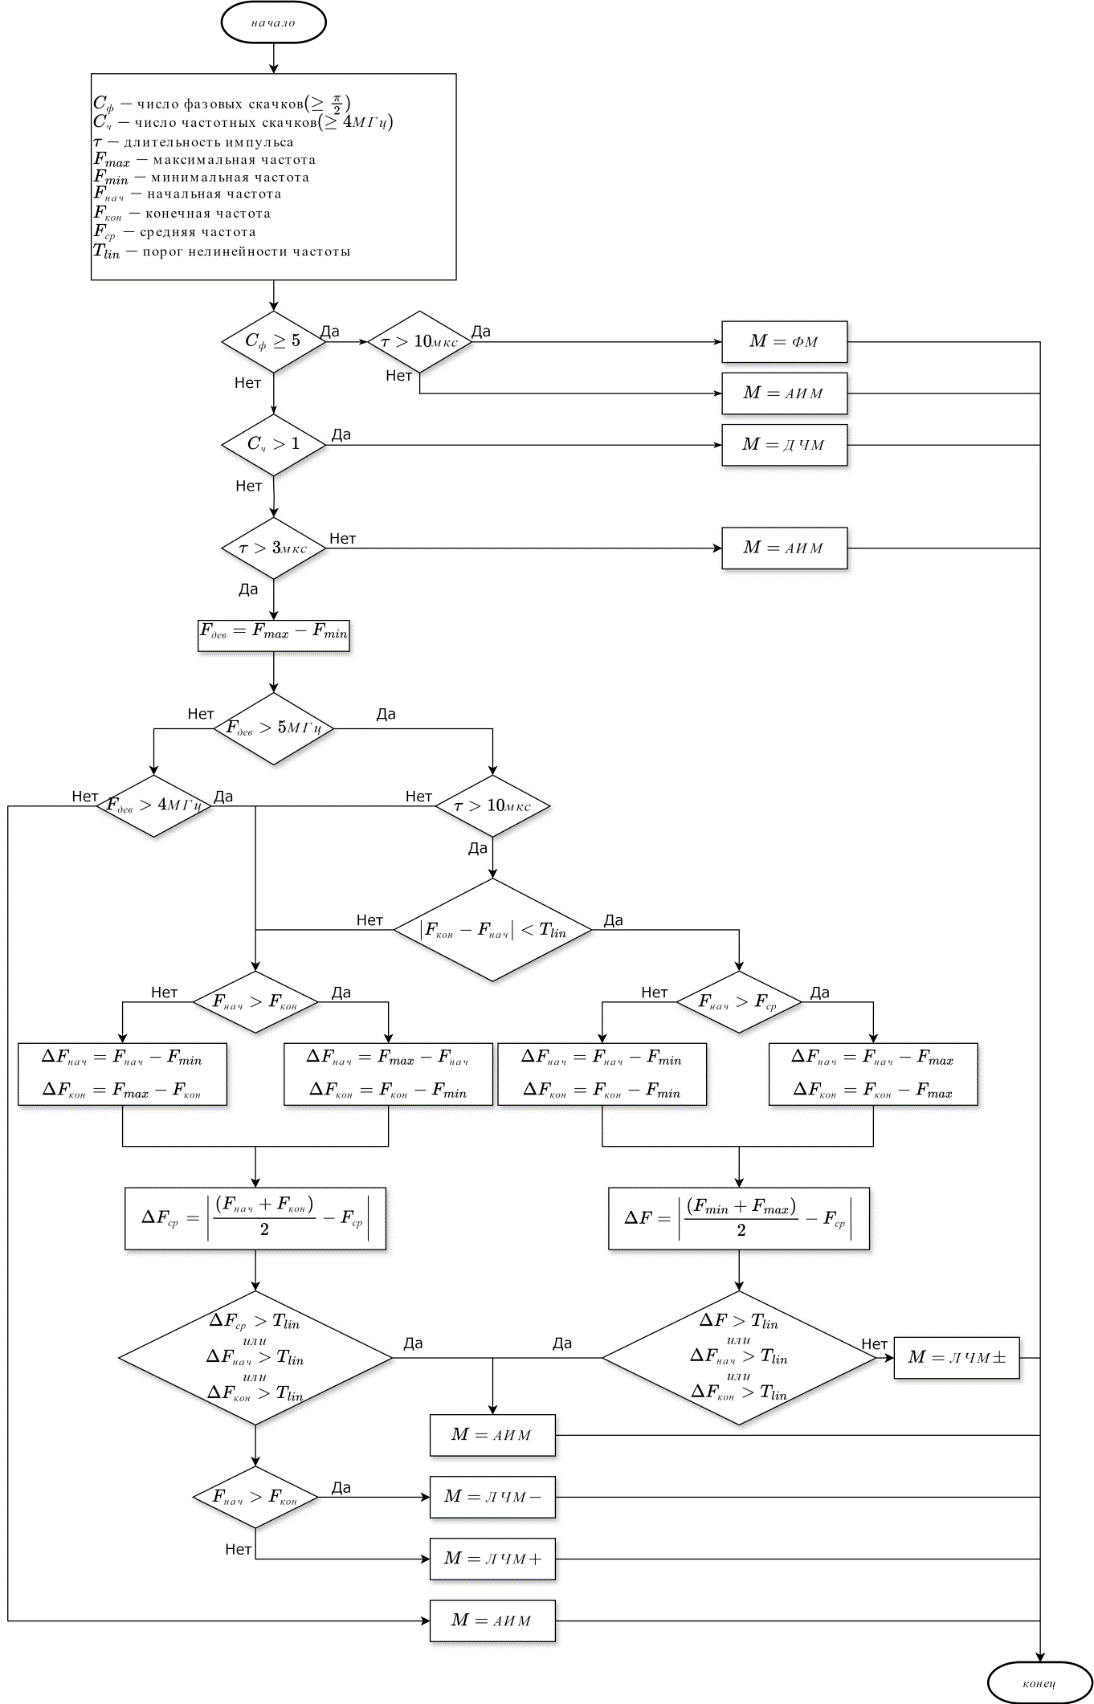 начало
C_ф – число фазовых скачков(≥ π/2)
C_ч – число частотных скачков(≥ 4МГц)
τ – длительность импульса
F_max – максимальная частота
F_min – минимальная частота
F_нач – начальная частота
F_кон – конечная частота
F_ср – средняя частота
T_lin – порог нелинейности частоты
C_ф ≥ 5
Да
τ > 10мкс
Да
M = ФМ
Нет
Нет
M = АИМ
C_ч > 1
Да
M = ДЧМ
Нет
τ > 3мкс
Нет
M = АИМ
Да
F_дев = F_max − F_min
Нет
F_дев > 5МГц
Да
Нет
F_дев > 4МГц
Да
Нет
τ > 10мкс
Да
Нет
|F_кон − F_нач| < T_lin
Да
Нет
F_нач > F_кон
Да
Нет
F_нач > F_ср
Да
ΔF_нач = F_нач − F_min
ΔF_кон = F_max − F_кон
ΔF_нач = F_max − F_нач
ΔF_кон = F_кон − F_min
ΔF_нач = F_нач − F_min
ΔF_кон = F_кон − F_min
ΔF_нач = F_нач − F_max
ΔF_кон = F_кон − F_max
ΔF_ср = |(F_нач + F_кон)/2 − F_ср|
ΔF = |(F_min + F_max)/2 − F_ср|
ΔF_ср > T_lin
или
ΔF_нач > T_lin
или
ΔF_кон > T_lin
Да
Да
ΔF > T_lin
или
ΔF_нач > T_lin
или
ΔF_кон > T_lin
Нет
M = ЛЧМ±
M = АИМ
F_нач > F_кон
Да
M = ЛЧМ−
Нет
M = ЛЧМ+
M = АИМ
конец